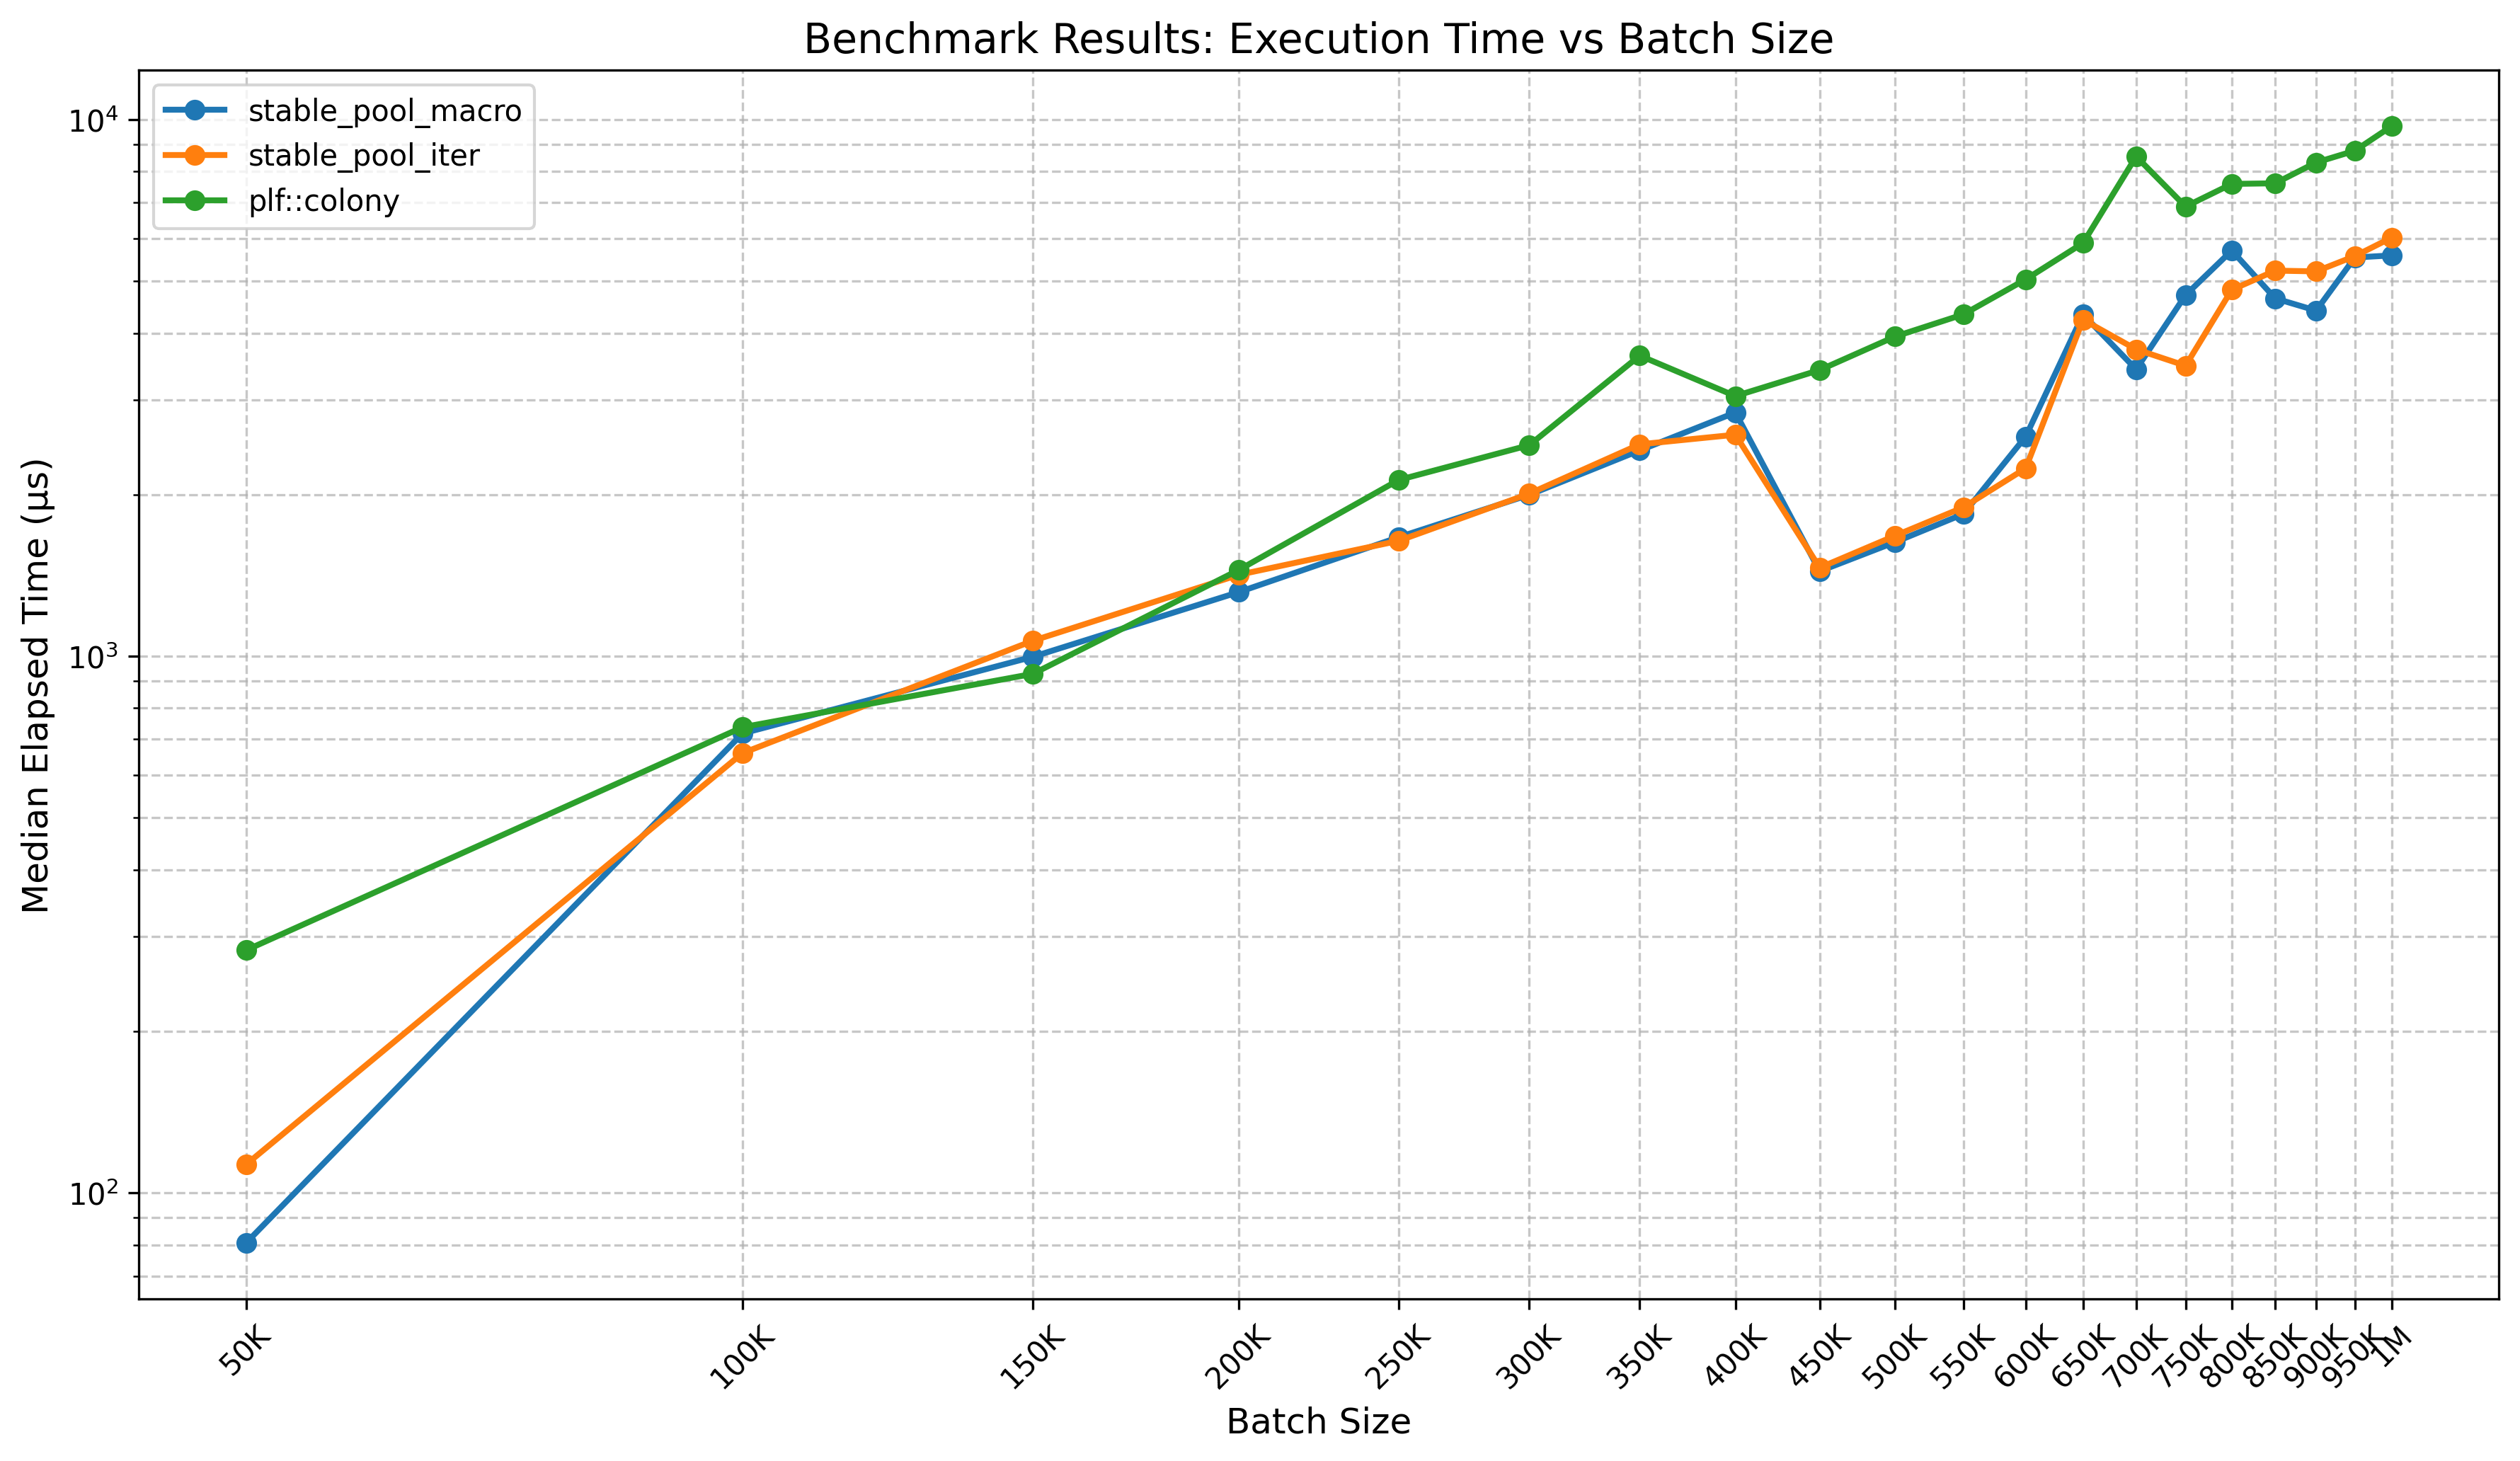 Benchmark Results: Execution Time vs Batch Size
stable_pool_macro
stable_pool_iter
plf::colony
Median Elapsed Time (μs)
10⁴
10³
10²
50K
100K
150K
200K
250K
300K
350K
400K
450K
500K
550K
600K
650K
700K
750K
800K
850K
900K
950K
1M
Batch Size